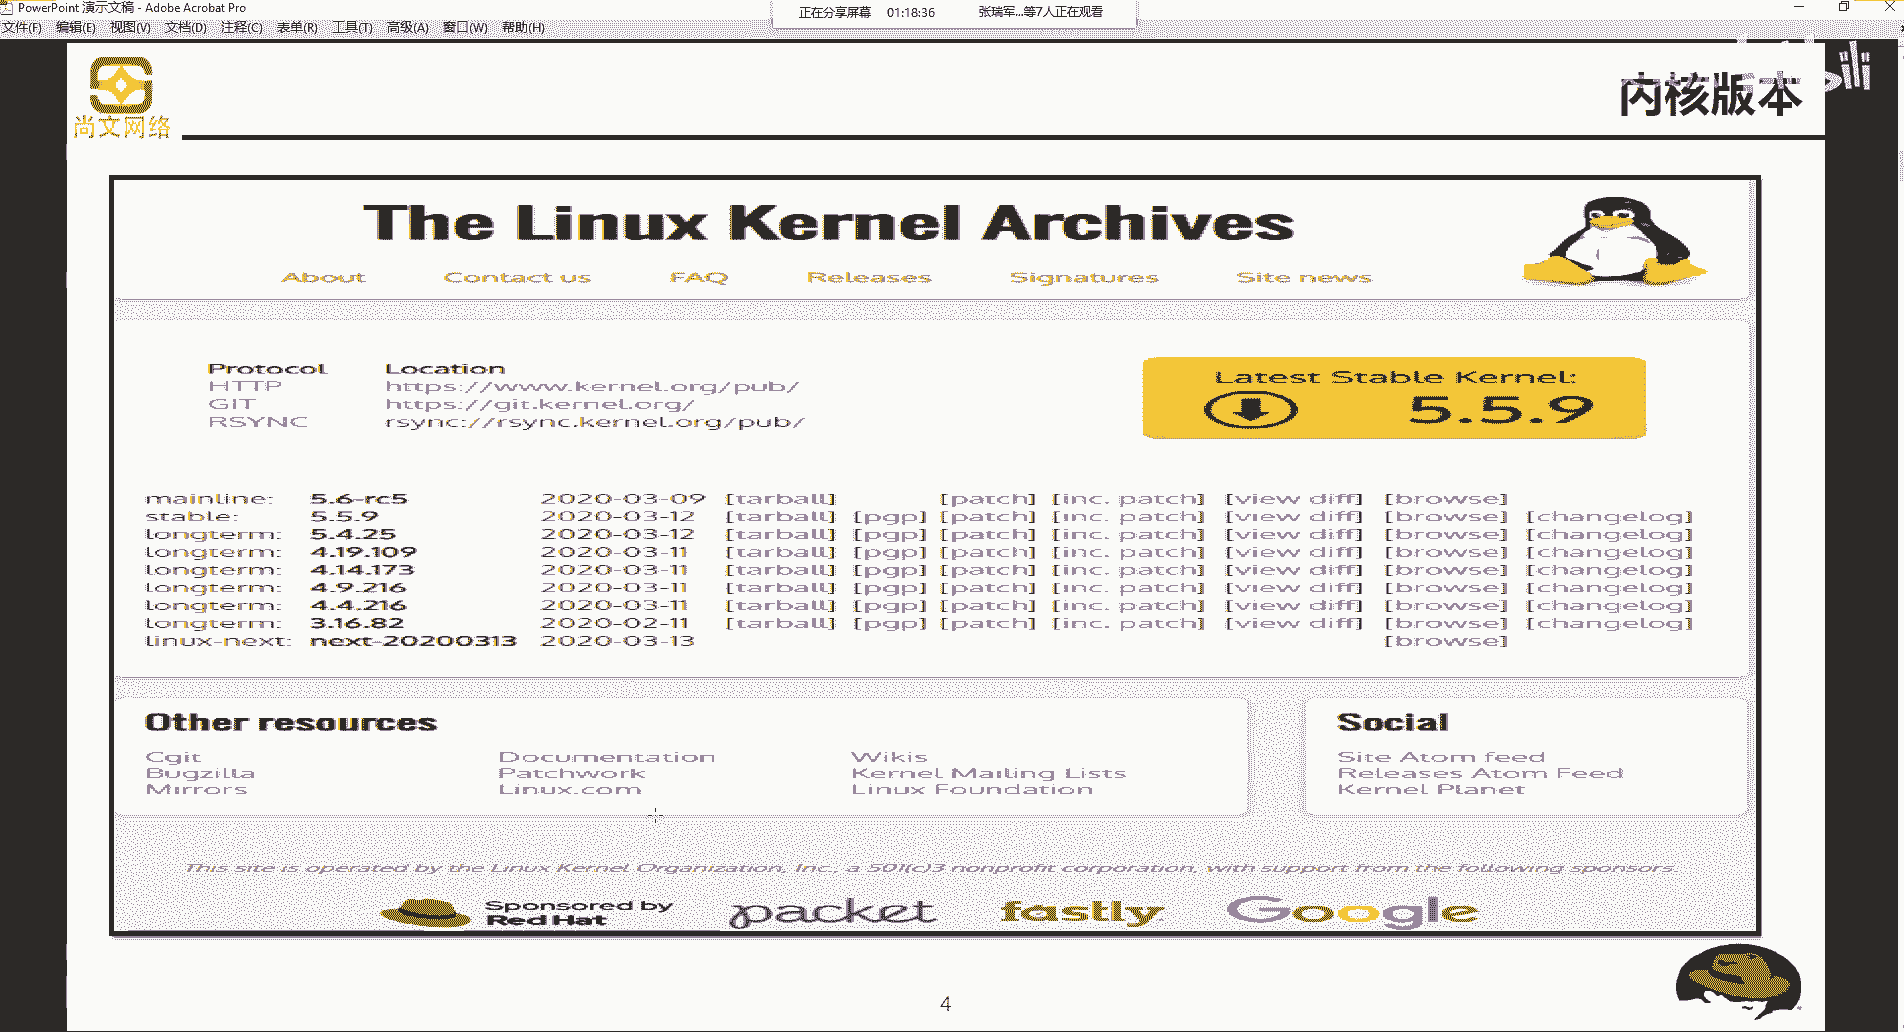 PowerPoint 演示文稿 - Adobe Acrobat Pro
正在分享屏幕 01:18:36 张瑞军...等7人正在观看
文件(F) 编辑(E) 视图(V) 文档(D) 注释(C) 表单(R) 工具(T) 高级(A) 窗口(W) 帮助(H)
尚文网络
内核版本
The Linux Kernel Archives
About Contact us FAQ Releases Signatures Site news
Protocol Location
HTTP https://www.kernel.org/pub/
GIT https://git.kernel.org/
RSYNC rsync://rsync.kernel.org/pub/
Latest Stable Kernel:
5.5.9
mainline: 5.6-rc5 2020-03-09 [tarball] [patch] [inc. patch] [view diff] [browse]
stable: 5.5.9 2020-03-12 [tarball] [pgp] [patch] [inc. patch] [view diff] [browse] [changelog]
longterm: 5.4.25 2020-03-12 [tarball] [pgp] [patch] [inc. patch] [view diff] [browse] [changelog]
longterm: 4.19.109 2020-03-11 [tarball] [pgp] [patch] [inc. patch] [view diff] [browse] [changelog]
longterm: 4.14.173 2020-03-11 [tarball] [pgp] [patch] [inc. patch] [view diff] [browse] [changelog]
longterm: 4.9.216 2020-03-11 [tarball] [pgp] [patch] [inc. patch] [view diff] [browse] [changelog]
longterm: 4.4.216 2020-03-11 [tarball] [pgp] [patch] [inc. patch] [view diff] [browse] [changelog]
longterm: 3.16.82 2020-02-11 [tarball] [pgp] [patch] [inc. patch] [view diff] [browse] [changelog]
linux-next: next-20200313 2020-03-13 [browse]
Other resources
Cgit Documentation Wikis
Bugzilla Patchwork Kernel Mailing Lists
Mirrors Linux.com Linux Foundation
Social
Site Atom feed
Releases Atom Feed
Kernel Planet
This site is operated by the Linux Kernel Organization, Inc., a 501(c)3 nonprofit corporation, with support from the following sponsors.
Sponsored by
Red Hat
packet
fastly
Google
4